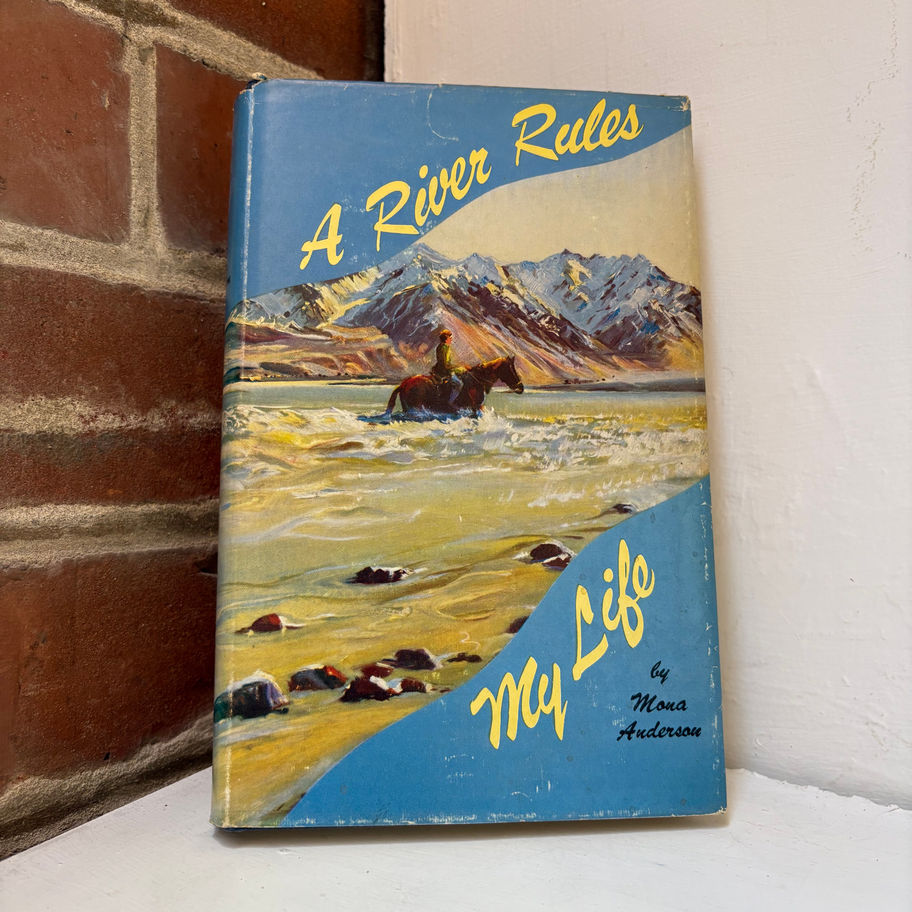 A River Rules
My Life
by
Mona
Anderson